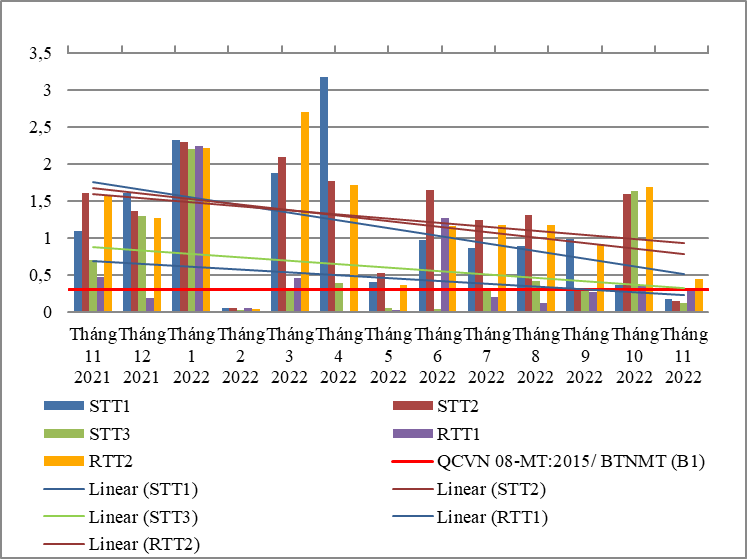 3,5
3
2,5
2
1,5
1
0,5
0
Tháng Tháng Tháng Tháng Tháng Tháng Tháng Tháng Tháng Tháng Tháng Tháng Tháng
11 12 1 2 3 4 5 6 7 8 9 10 11
2021 2021 2022 2022 2022 2022 2022 2022 2022 2022 2022 2022 2022
STT1 STT2
STT3 RTT1
RTT2 QCVN 08-MT:2015/ BTNMT (B1)
Linear (STT1) Linear (STT2)
Linear (STT3) Linear (RTT1)
Linear (RTT2)